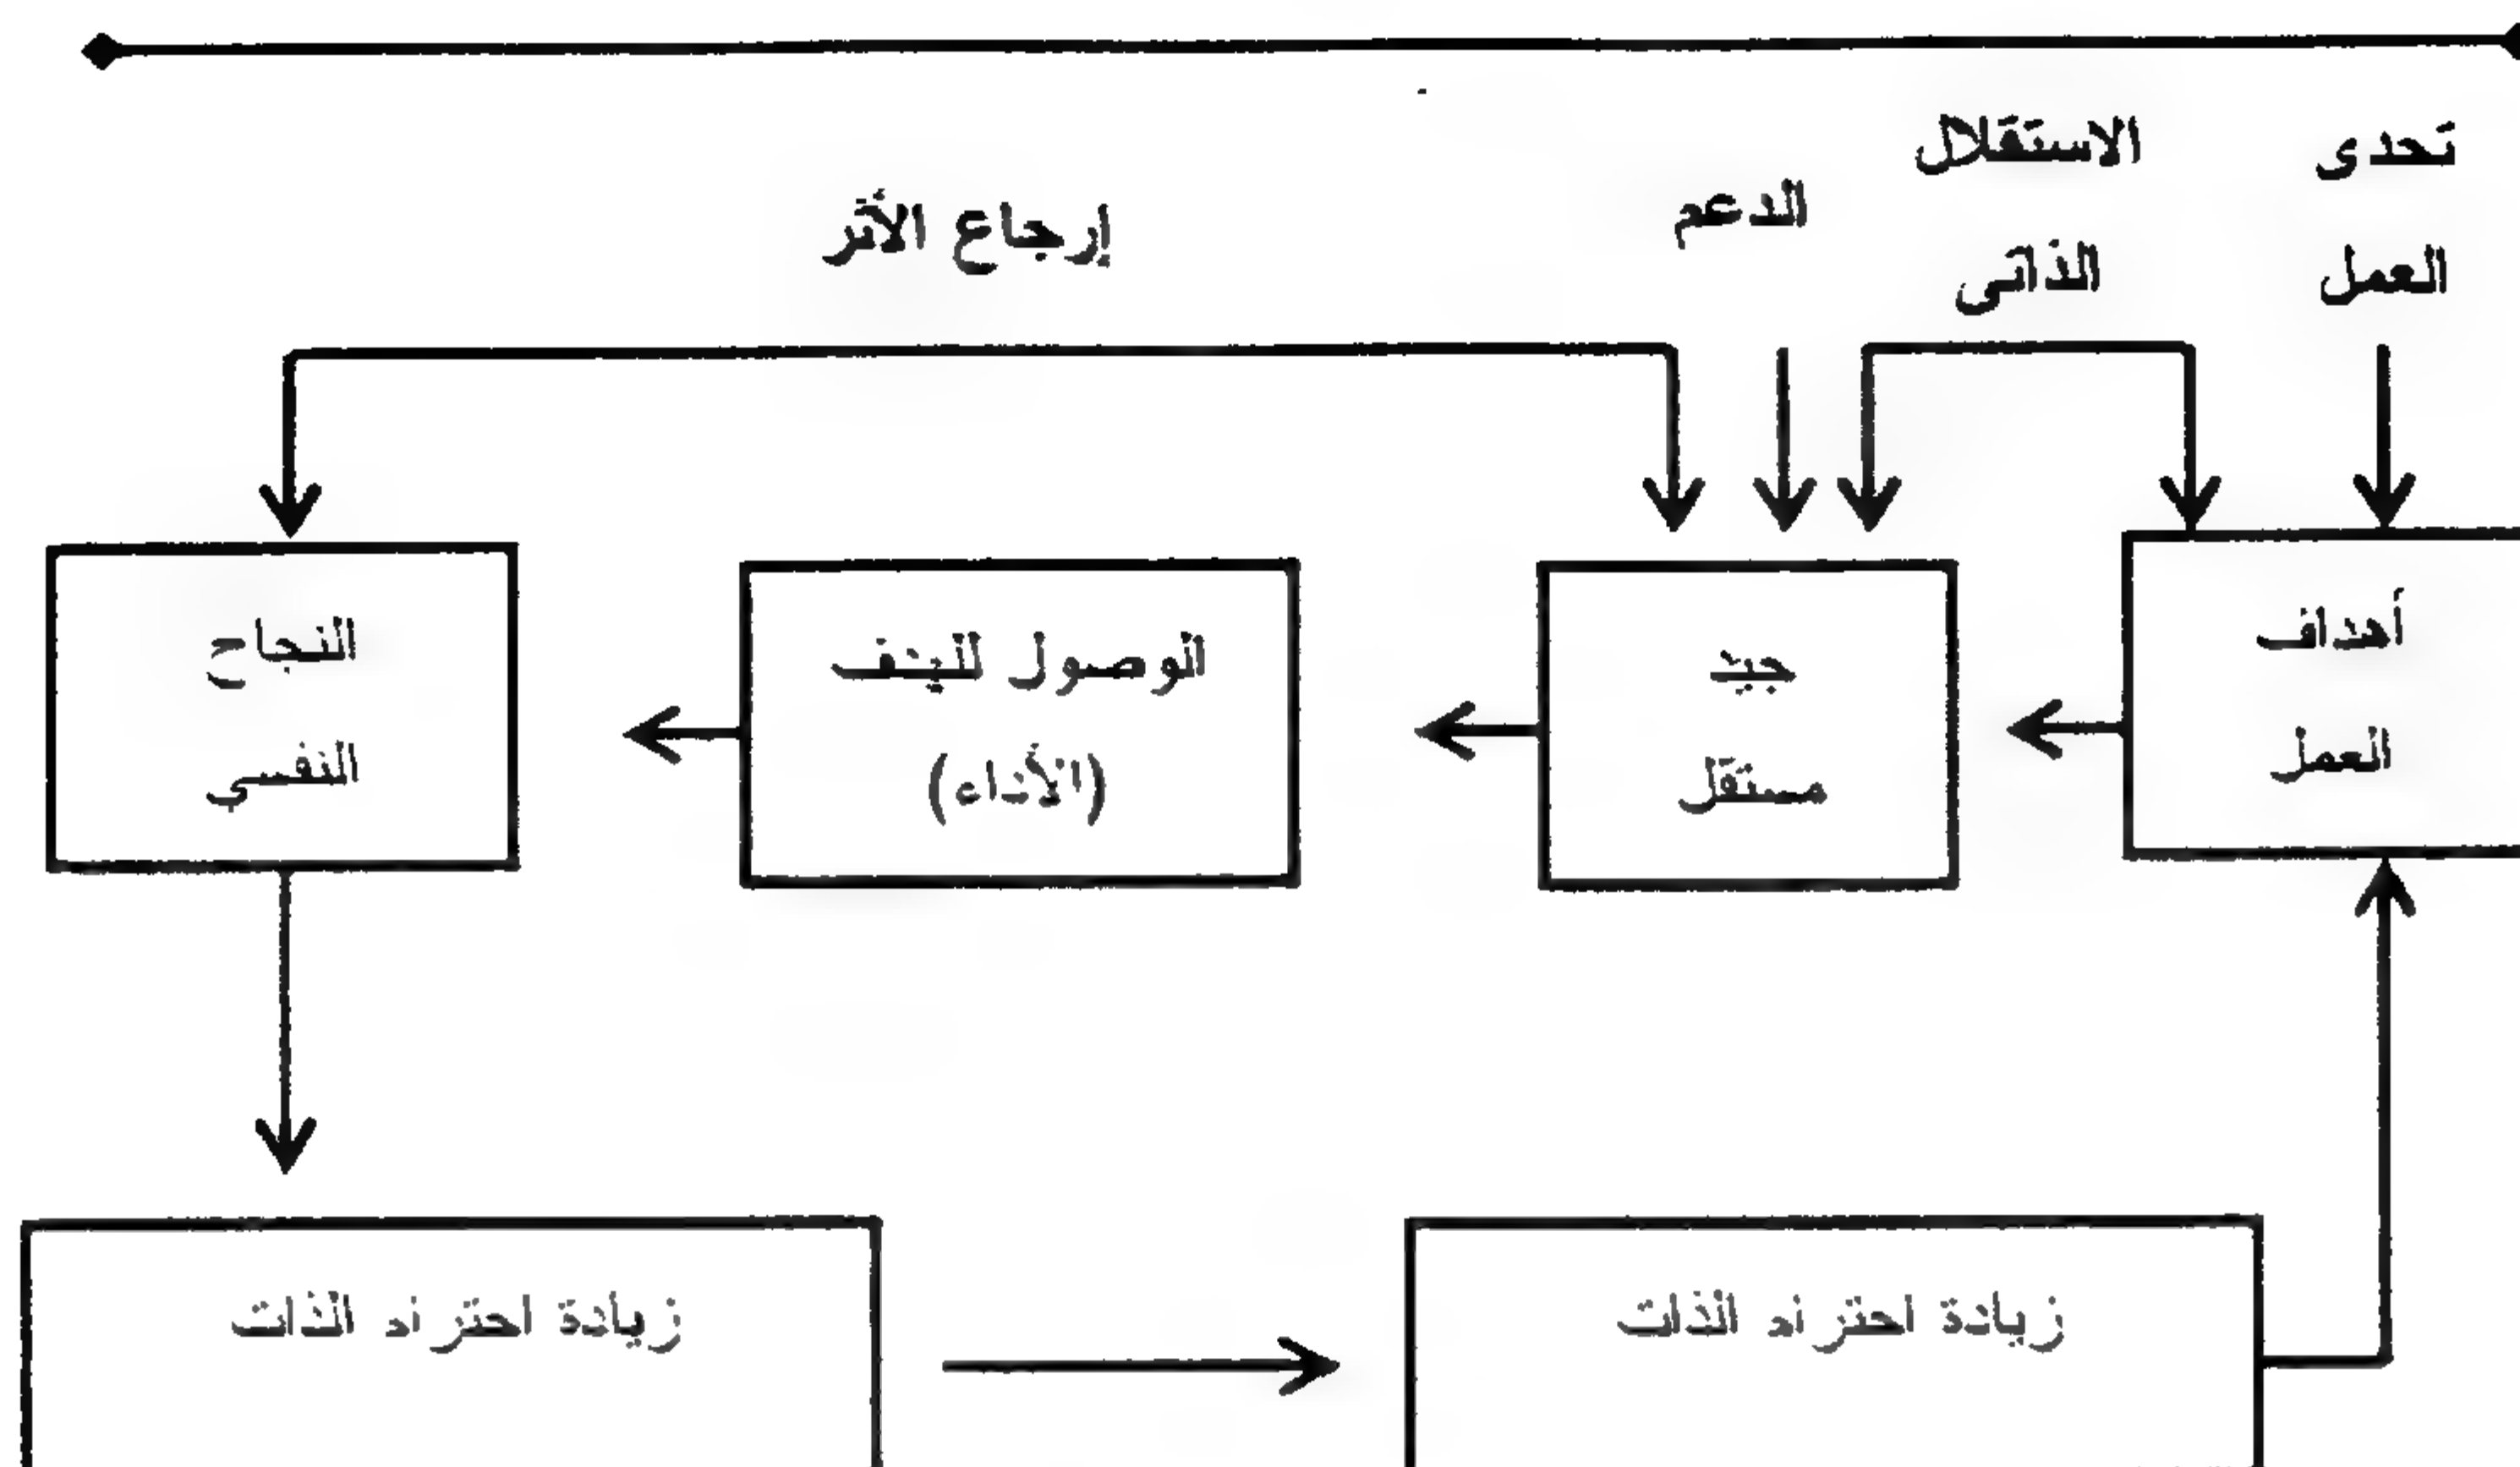 تحدى
العمل
الاستقلال
الذاتى
الدعم
إرجاع الأثر
أهداف
العمل
جيد
مستقل
الوصول للهدف
(الأداء)
النجاح
النفسي
زيادة احترام الذات
زيادة احترام الذات